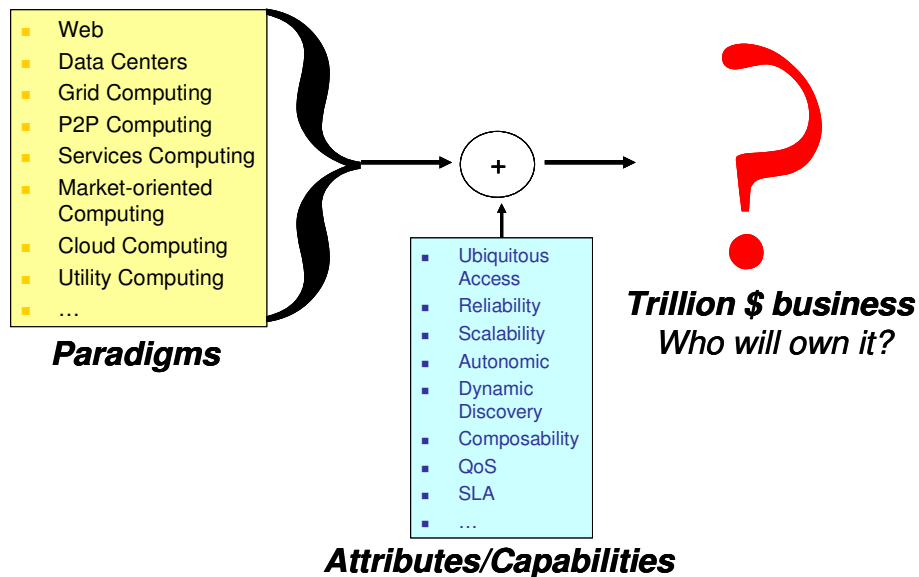 Web
Data Centers
Grid Computing
P2P Computing
Services Computing
Market-oriented
Computing
Cloud Computing
Utility Computing
…
Paradigms
+
Ubiquitous
Access
Reliability
Scalability
Autonomic
Dynamic
Discovery
Composability
QoS
SLA
…
Attributes/Capabilities
?
Trillion $ business
Who will own it?